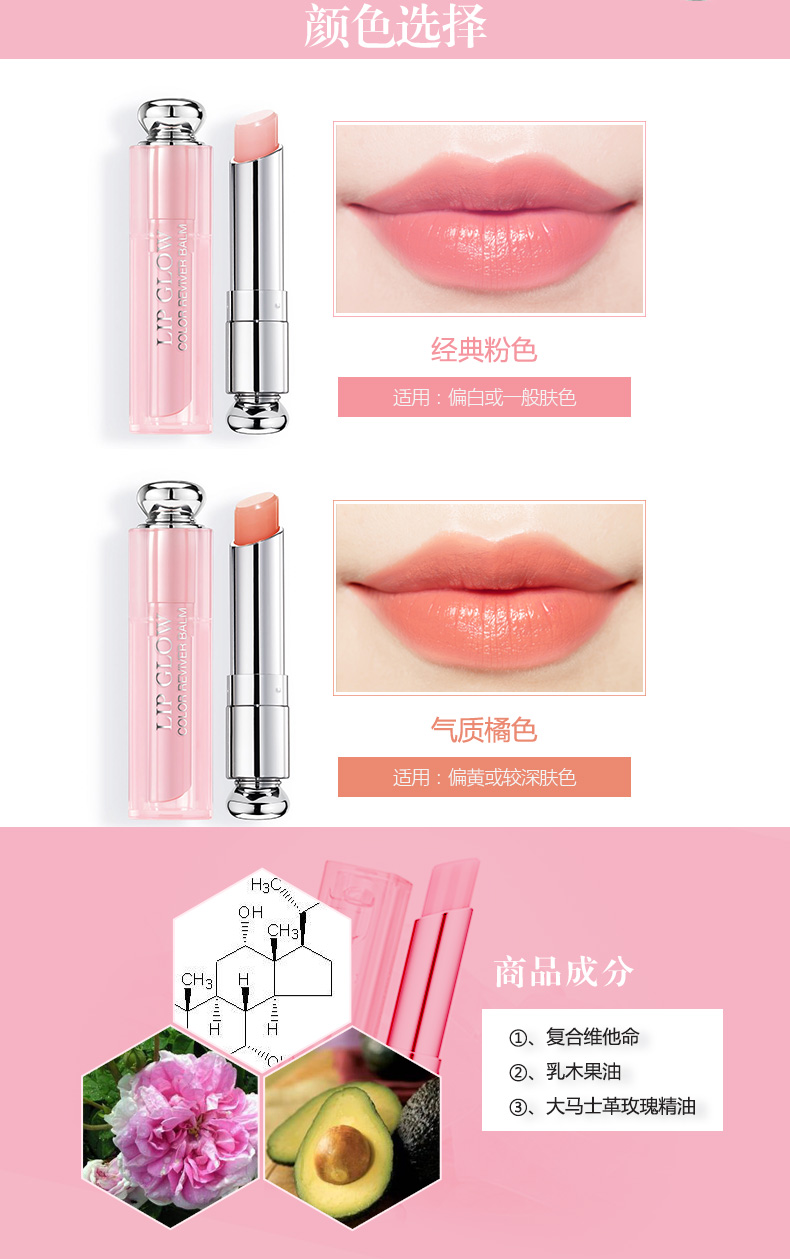 颜色选择
LIP GLOW
COLOR REVIVER BALM
经典粉色
适用：偏白或一般肤色
LIP GLOW
COLOR REVIVER BALM
气质橘色
适用：偏黄或较深肤色
H3C
OH
CH3
CH3
H
H
H
商品成分
①、复合维他命
②、乳木果油
③、大马士革玫瑰精油